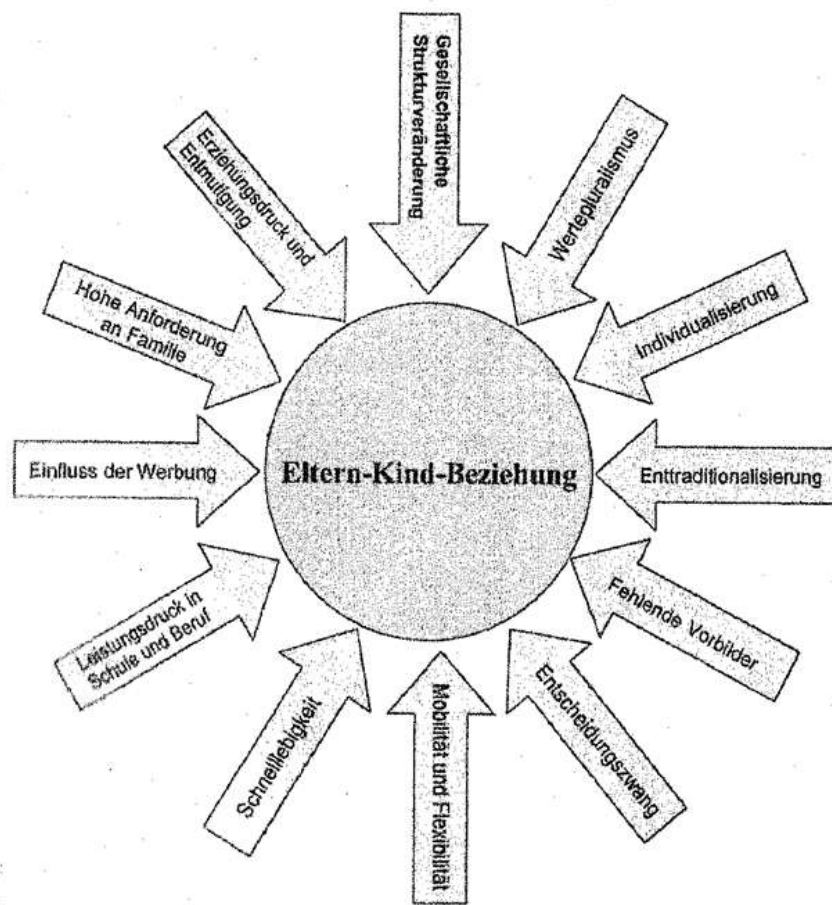 Gesellschaftliche
Strukturveränderung
Wertepluralismus
Individualisierung
Enttraditionalisierung
Fehlende Vorbilder
Entscheidungszwang
Mobilität und Flexibilität
Schnellebigkeit
Leistungsdruck in
Schule und Beruf
Einfluss der Werbung
Hohe Anforderung
an Familie
Erziehungsdruck und
Entmutigung
Eltern-Kind-Beziehung